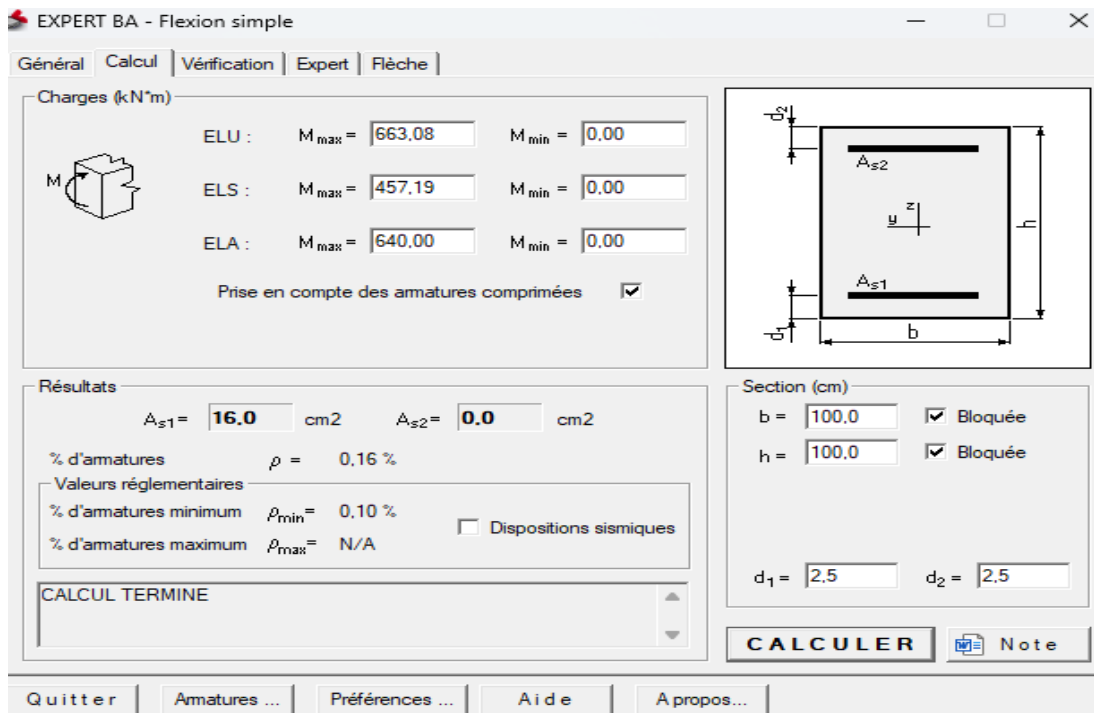 EXPERT BA - Flexion simple
Général Calcul Vérification Expert Flèche
Charges (kN*m)
ELU : M max = 663,08 M min = 0,00
ELS : M max = 457,19 M min = 0,00
ELA : M max = 640,00 M min = 0,00
M
Prise en compte des armatures comprimées
d2
As2
z
y
h
As1
d1
b
Résultats
As1= 16.0 cm2 As2= 0.0 cm2
% d'armatures ρ = 0,16 %
Valeurs réglementaires
% d'armatures minimum ρmin= 0,10 %
% d'armatures maximum ρmax= N/A
Dispositions sismiques
CALCUL TERMINE
Section (cm)
b = 100,0 Bloquée
h = 100,0 Bloquée
d1 = 2,5 d2 = 2,5
CALCULER Note
Quitter Armatures ... Préférences ... Aide A propos...